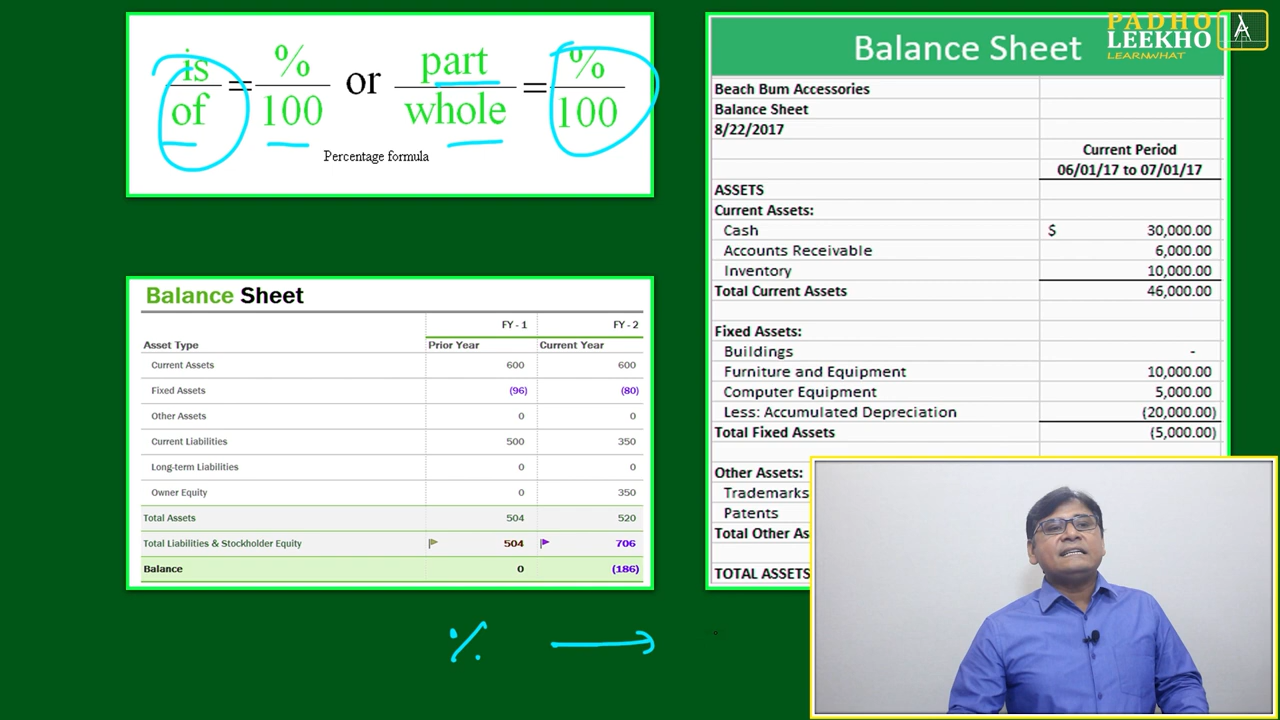 is % part %
of = 100 or whole = 100
Percentage formula
Balance Sheet
FY - 1 FY - 2
Asset Type Prior Year Current Year
Current Assets 600 600
Fixed Assets (96) (80)
Other Assets 0 0
Current Liabilities 500 350
Long-term Liabilities 0 0
Owner Equity 0 350
Total Assets 504 520
Total Liabilities & Stockholder Equity 504 706
Balance 0 (186)
% →
PADHO
LEEKHO
LEARNWHAT
Balance Sheet
Beach Bum Accessories
Balance Sheet
8/22/2017
Current Period
06/01/17 to 07/01/17
ASSETS
Current Assets:
Cash $ 30,000.00
Accounts Receivable 6,000.00
Inventory 10,000.00
Total Current Assets 46,000.00
Fixed Assets:
Buildings -
Furniture and Equipment 10,000.00
Computer Equipment 5,000.00
Less: Accumulated Depreciation (20,000.00)
Total Fixed Assets (5,000.00)
Other Assets:
Trademarks
Patents
Total Other As
TOTAL ASSETS